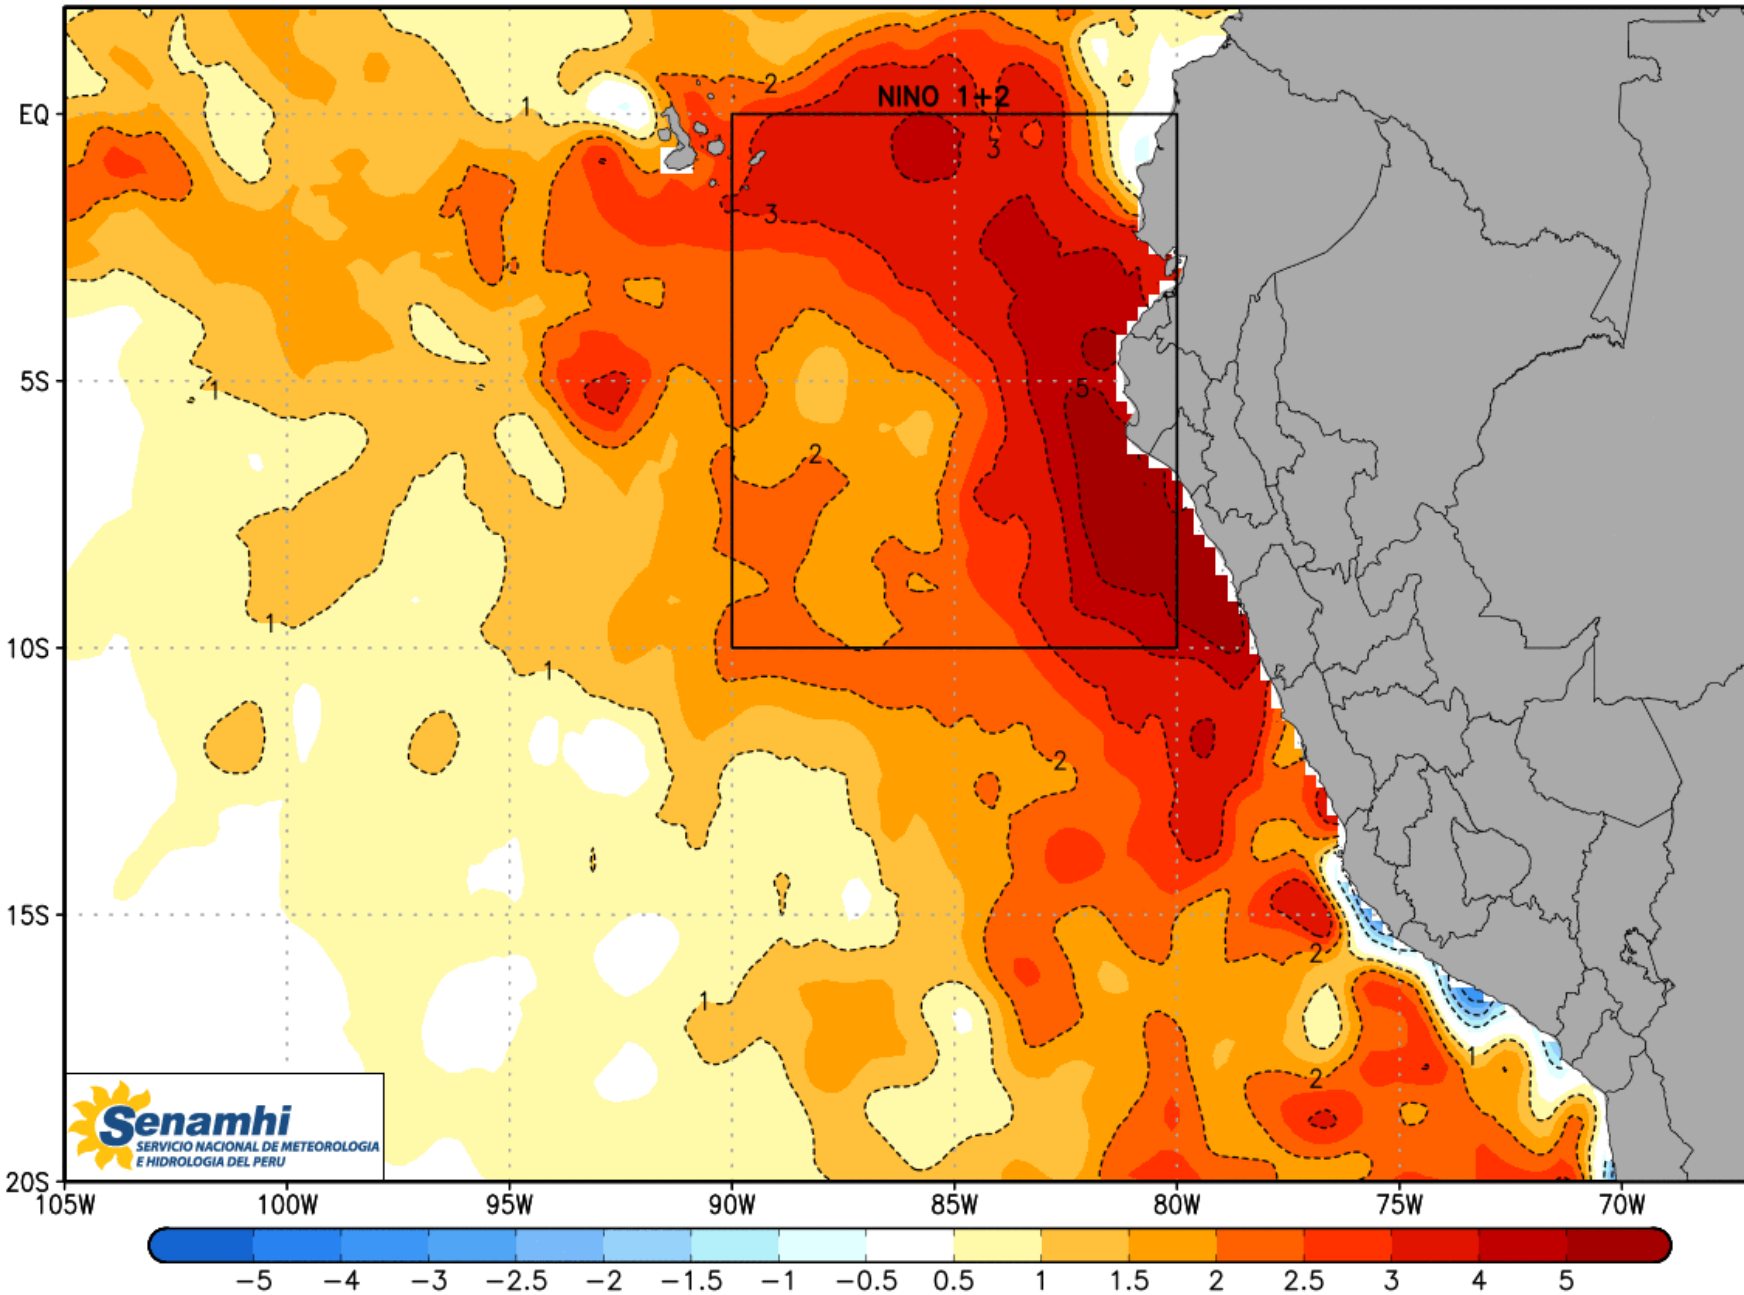 2
EQ
NINO 1+2
1
3
3
5S
5
1
2
1
10S
1
2
15S
2
1
1
2
Senamhi
SERVICIO NACIONAL DE METEOROLOGIA
E HIDROLOGIA DEL PERU
20S
105W 100W 95W 90W 85W 80W 75W 70W
−5 −4 −3 −2.5 −2 −1.5 −1 −0.5 0.5 1 1.5 2 2.5 3 4 5